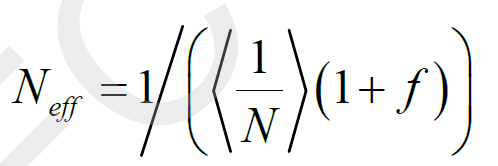 N_eff = 1/(⟨1/N⟩(1+f))